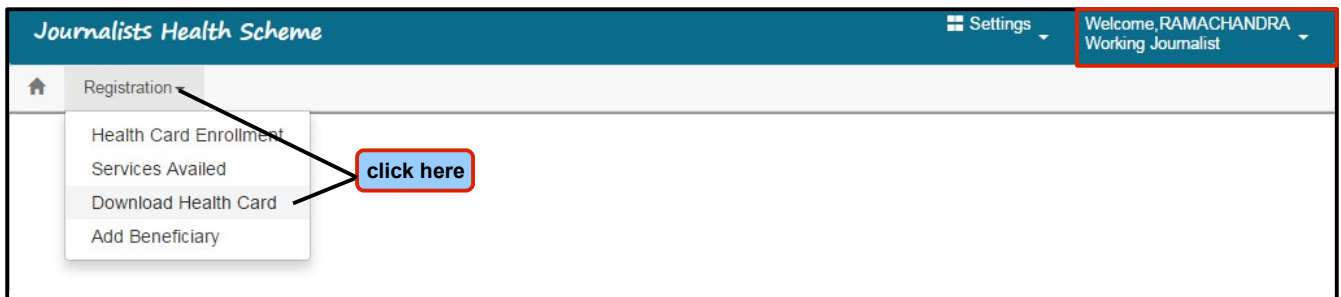 Journalists Health Scheme
Settings
Welcome,RAMACHANDRA
Working Journalist
Registration
Health Card Enrollment
Services Availed
Download Health Card
Add Beneficiary
click here